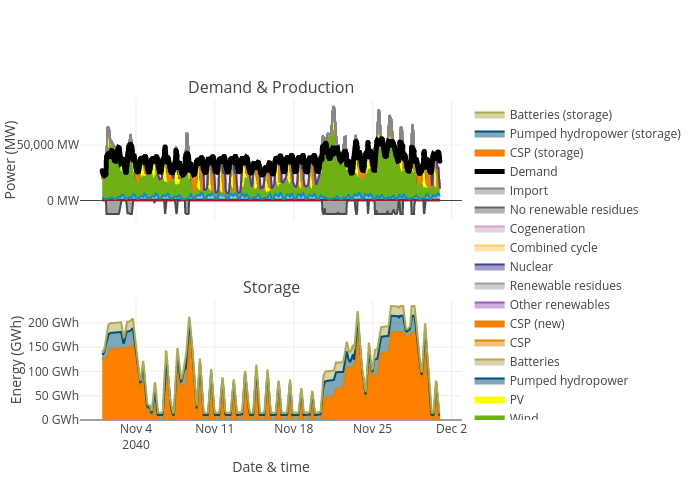 Demand & Production
Power (MW)
50,000 MW
0 MW
Storage
Energy (GWh)
200 GWh
150 GWh
100 GWh
50 GWh
0 GWh
Nov 4
2040
Nov 11
Nov 18
Nov 25
Dec 2
Date & time
Batteries (storage)
Pumped hydropower (storage)
CSP (storage)
Demand
Import
No renewable residues
Cogeneration
Combined cycle
Nuclear
Renewable residues
Other renewables
CSP (new)
CSP
Batteries
Pumped hydropower
PV
Wind